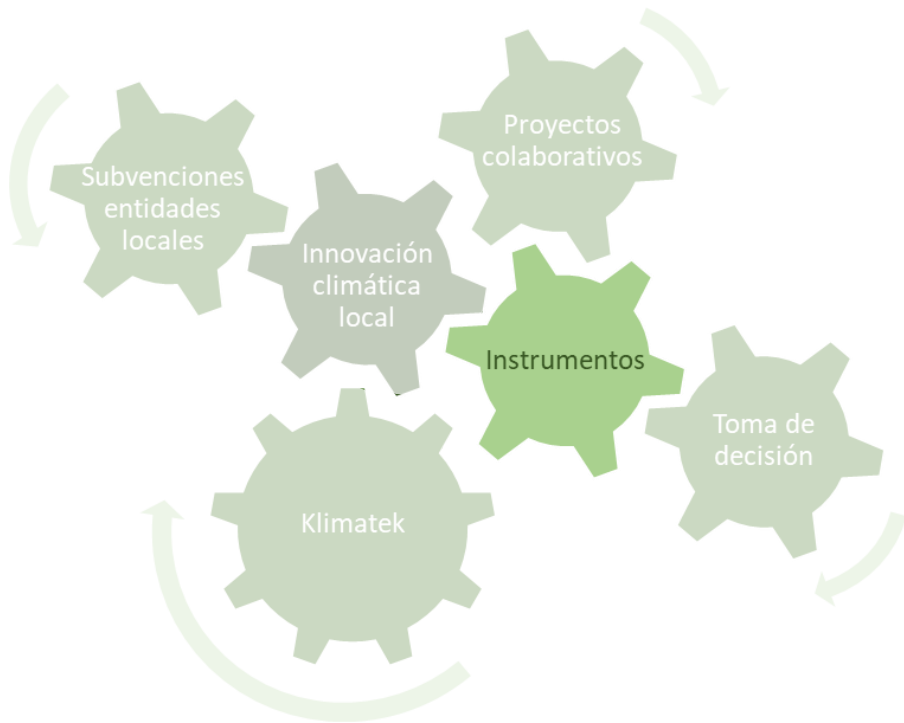 Proyectos
colaborativos
Subvenciones
entidades
locales
Innovación
climática
local
Instrumentos
Toma de
decisión
Klimatek